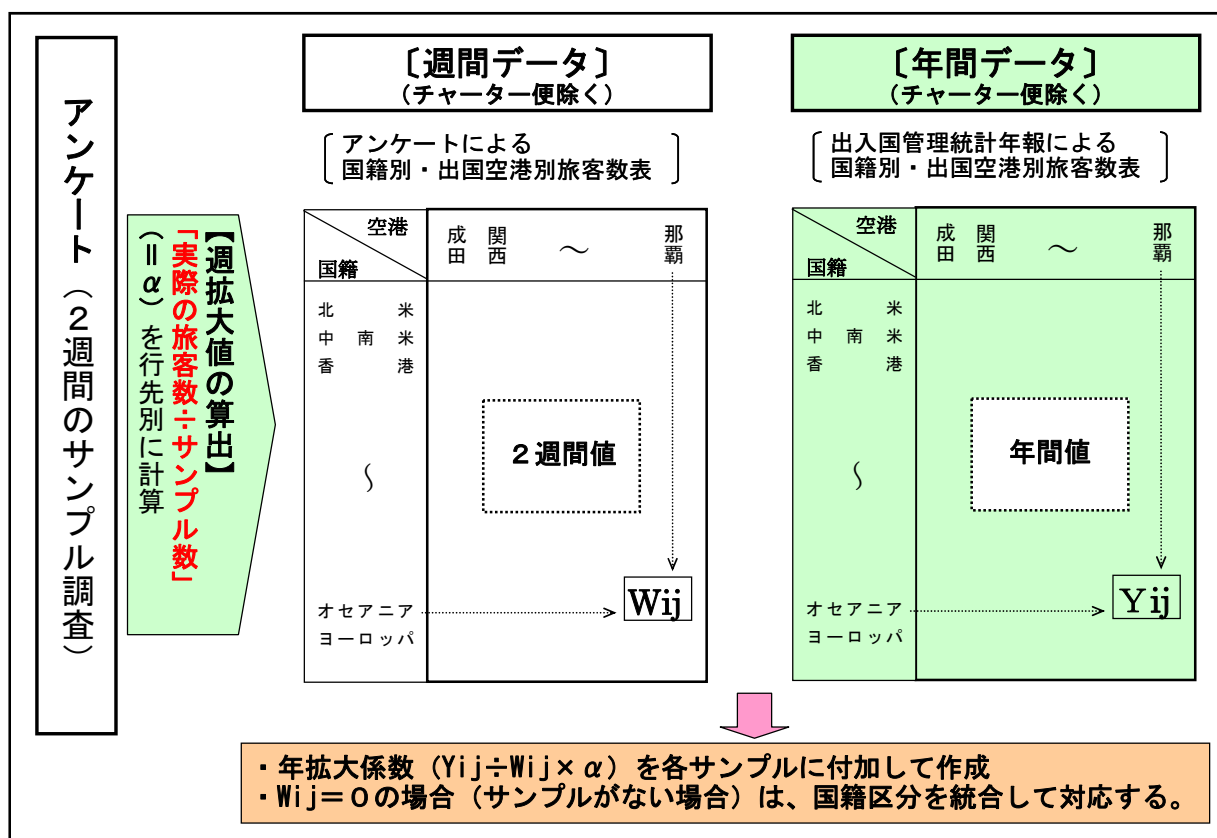 アンケート（２週間のサンプル調査）
【週拡大値の算出】
「実際の旅客数÷サンプル数」
（＝α）を行先別に計算
〔週間データ〕
（チャーター便除く）
アンケートによる
国籍別・出国空港別旅客数表
空港
国籍
成田 関西 ～ 那覇
北米
中南米
香港
～
オセアニア
ヨーロッパ
２週間値
Wij
〔年間データ〕
（チャーター便除く）
出入国管理統計年報による
国籍別・出国空港別旅客数表
空港
国籍
成田 関西 ～ 那覇
北米
中南米
香港
～
オセアニア
ヨーロッパ
年間値
Yij
・年拡大係数（Yij÷Wij×α）を各サンプルに付加して作成
・Wij＝０の場合（サンプルがない場合）は、国籍区分を統合して対応する。